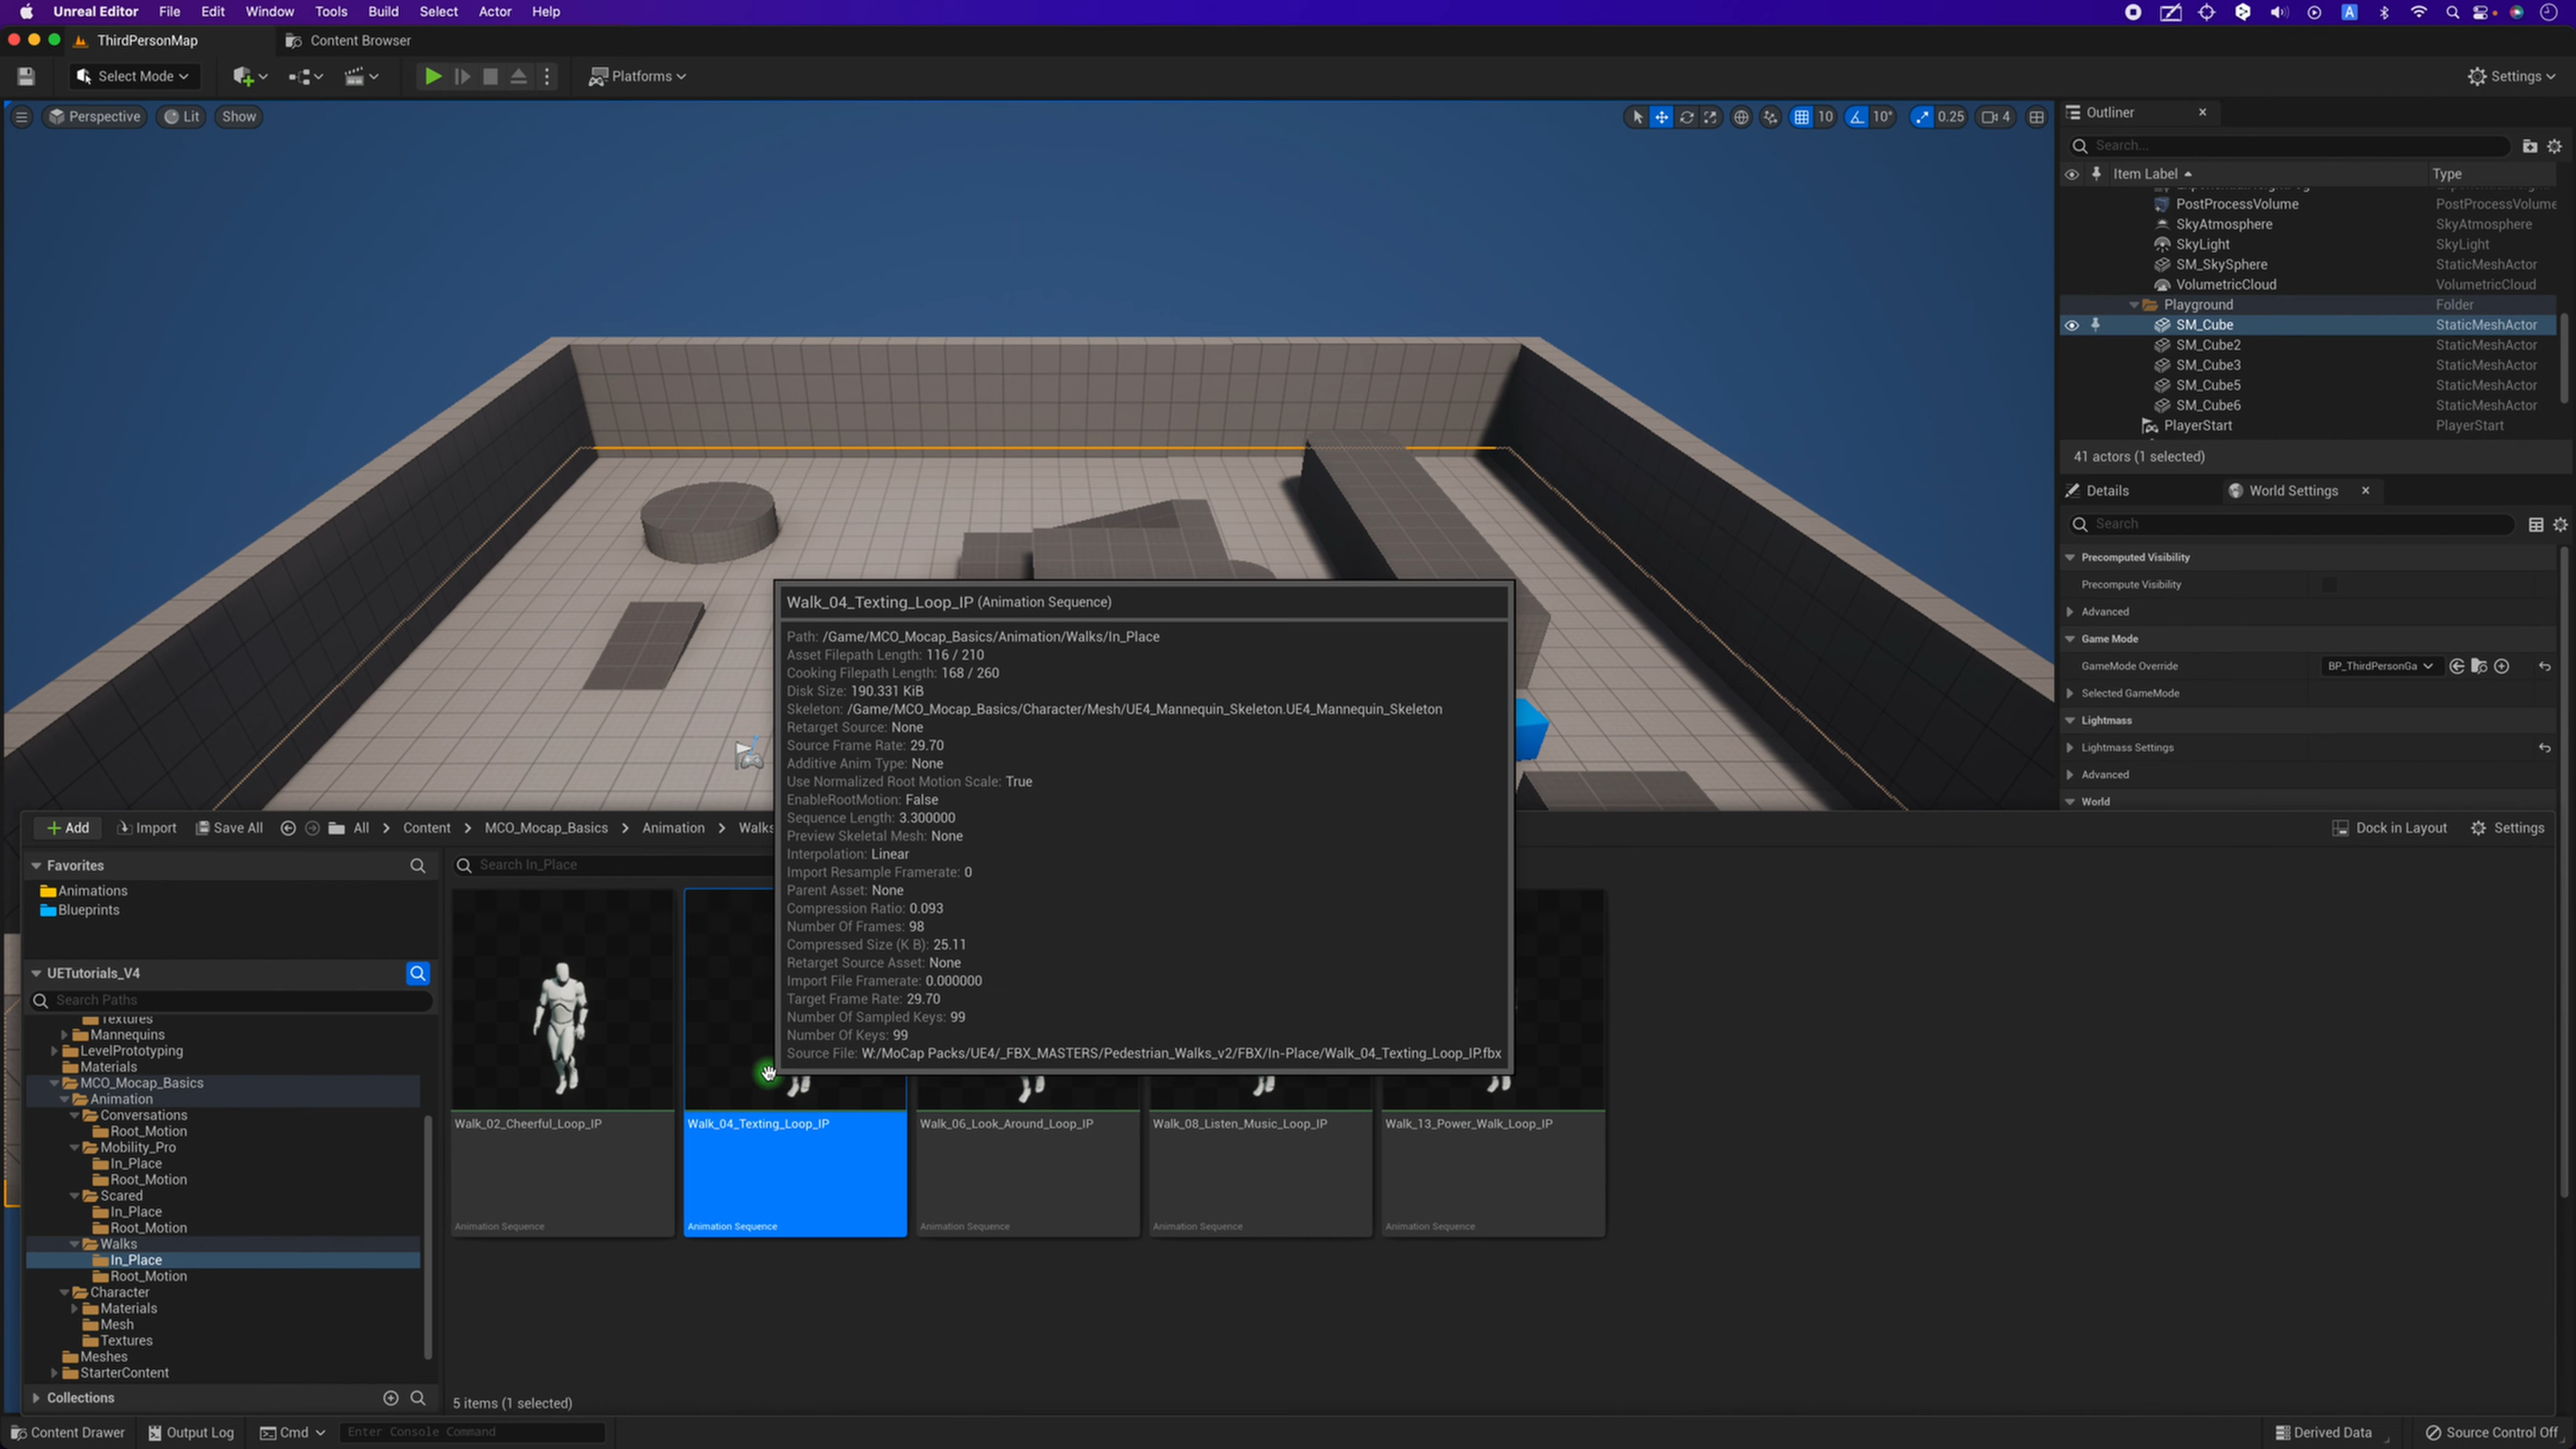 Unreal Editor File Edit Window Tools Build Select Actor Help
ThirdPersonMap
Content Browser
Select Mode
Platforms
Settings
Perspective
Lit
Show
10
10°
0.25
4
Outliner
Search...
Item Label
Type
PostProcessVolume PostProcessVolume
SkyAtmosphere SkyAtmosphere
SkyLight SkyLight
SM_SkySphere StaticMeshActor
VolumetricCloud VolumetricCloud
Playground Folder
SM_Cube StaticMeshActor
SM_Cube2 StaticMeshActor
SM_Cube3 StaticMeshActor
SM_Cube5 StaticMeshActor
SM_Cube6 StaticMeshActor
PlayerStart PlayerStart
41 actors (1 selected)
Details
World Settings
Search
Precomputed Visibility
Precompute Visibility
Advanced
Game Mode
GameMode Override BP_ThirdPersonGa
Selected GameMode
Lightmass
Lightmass Settings
Advanced
World
Walk_04_Texting_Loop_IP (Animation Sequence)
Path: /Game/MCO_Mocap_Basics/Animation/Walks/In_Place
Asset Filepath Length: 116 / 210
Cooking Filepath Length: 168 / 260
Disk Size: 190.331 KiB
Skeleton: /Game/MCO_Mocap_Basics/Character/Mesh/UE4_Mannequin_Skeleton.UE4_Mannequin_Skeleton
Retarget Source: None
Source Frame Rate: 29.70
Additive Anim Type: None
Use Normalized Root Motion Scale: True
EnableRootMotion: False
Sequence Length: 3.300000
Preview Skeletal Mesh: None
Interpolation: Linear
Import Resample Framerate: 0
Parent Asset: None
Compression Ratio: 0.093
Number Of Frames: 98
Compressed Size (K B): 25.11
Retarget Source Asset: None
Import File Framerate: 0.000000
Target Frame Rate: 29.70
Number Of Sampled Keys: 99
Number Of Keys: 99
Source File: W:/MoCap Packs/UE4/_FBX_MASTERS/Pedestrian_Walks_v2/FBX/In-Place/Walk_04_Texting_Loop_IP.fbx
Add
Import
Save All
All
Content
MCO_Mocap_Basics
Animation
Walks
Dock in Layout
Settings
Favorites
Animations
Blueprints
UETutorials_V4
Search Paths
Textures
Mannequins
LevelPrototyping
Materials
MCO_Mocap_Basics
Animation
Conversations
Root_Motion
Mobility_Pro
In_Place
Root_Motion
Scared
In_Place
Root_Motion
Walks
In_Place
Root_Motion
Character
Materials
Mesh
Textures
Meshes
StarterContent
Collections
Search In_Place
Walk_02_Cheerful_Loop_IP
Walk_04_Texting_Loop_IP
Walk_06_Look_Around_Loop_IP
Walk_08_Listen_Music_Loop_IP
Walk_13_Power_Walk_Loop_IP
Animation Sequence
Animation Sequence
Animation Sequence
Animation Sequence
Animation Sequence
5 items (1 selected)
Content Drawer
Output Log
Cmd
Enter Console Command
Derived Data
Source Control Off